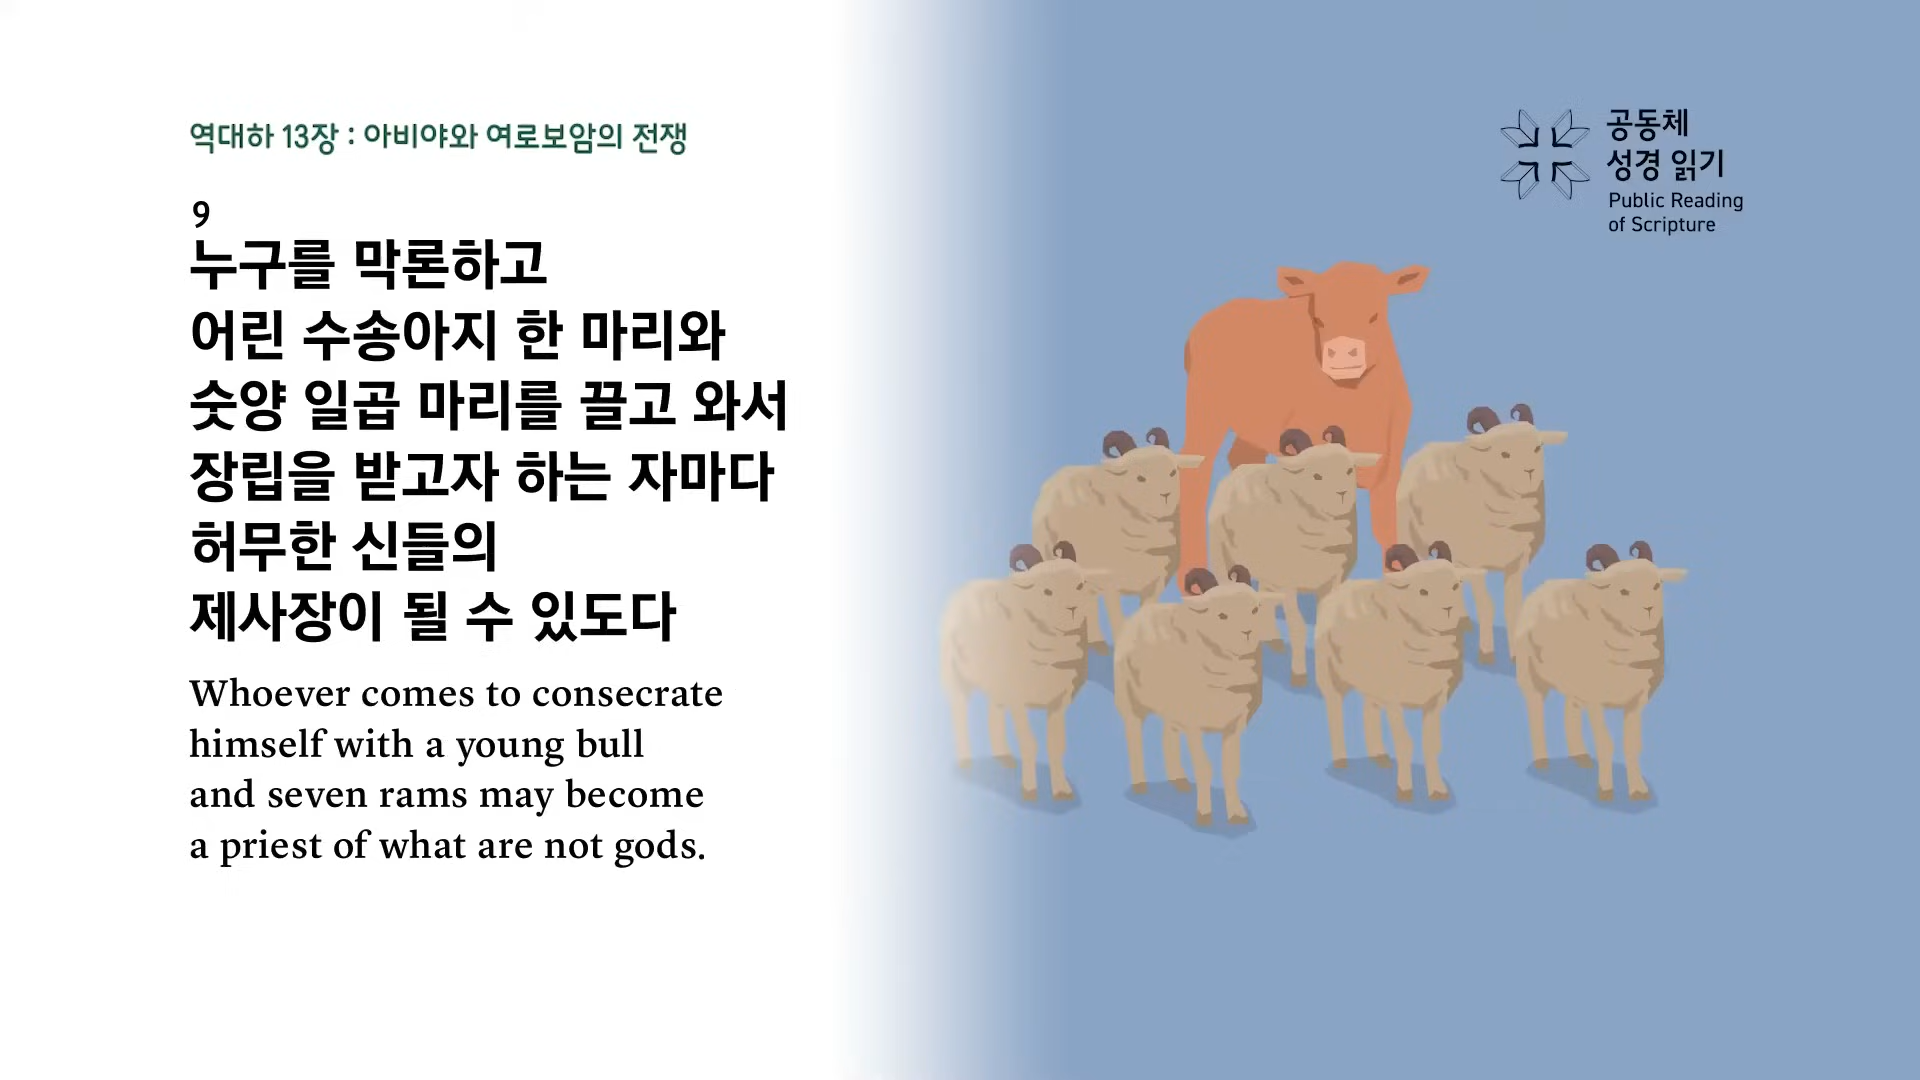 역대하 13장 : 아비야와 여로보암의 전쟁
9
누구를 막론하고
어린 수송아지 한 마리와
숫양 일곱 마리를 끌고 와서
장립을 받고자 하는 자마다
허무한 신들의
제사장이 될 수 있도다
Whoever comes to consecrate
himself with a young bull
and seven rams may become
a priest of what are not gods.
공동체
성경 읽기
Public Reading
of Scripture